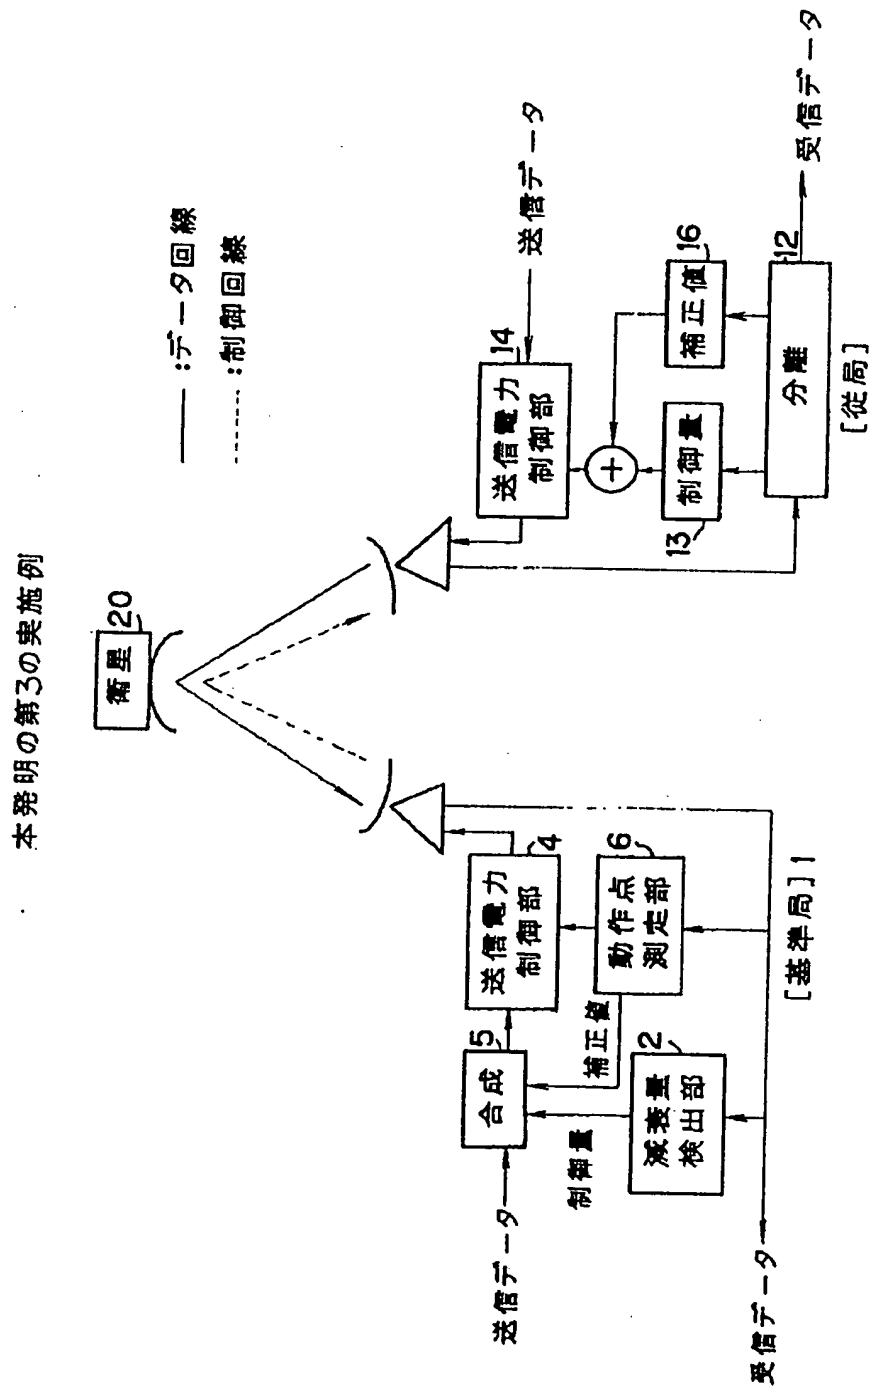 本発明の第3の実施例
衛星
20
——:データ回線
-----:制御回線
送信電力
制御部
4
合成
5
送信データ
制御量
補正値
動作点
測定部
6
減衰量
検出部
2
受信データ
[基準局]1
送信電力
制御部
14
送信データ
+
制御量
13
補正値
16
分離
12
受信データ
[従局]